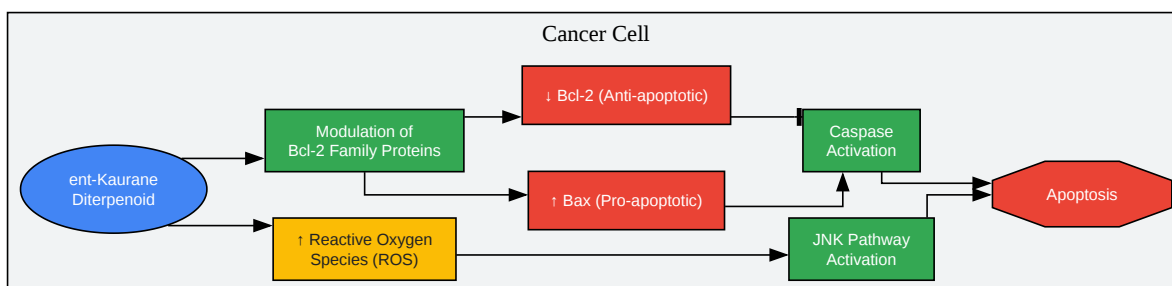 Cancer Cell
ent-Kaurane
Diterpenoid
Modulation of
Bcl-2 Family Proteins
↑ Reactive Oxygen
Species (ROS)
↓ Bcl-2 (Anti-apoptotic)
↑ Bax (Pro-apoptotic)
Caspase
Activation
JNK Pathway
Activation
Apoptosis